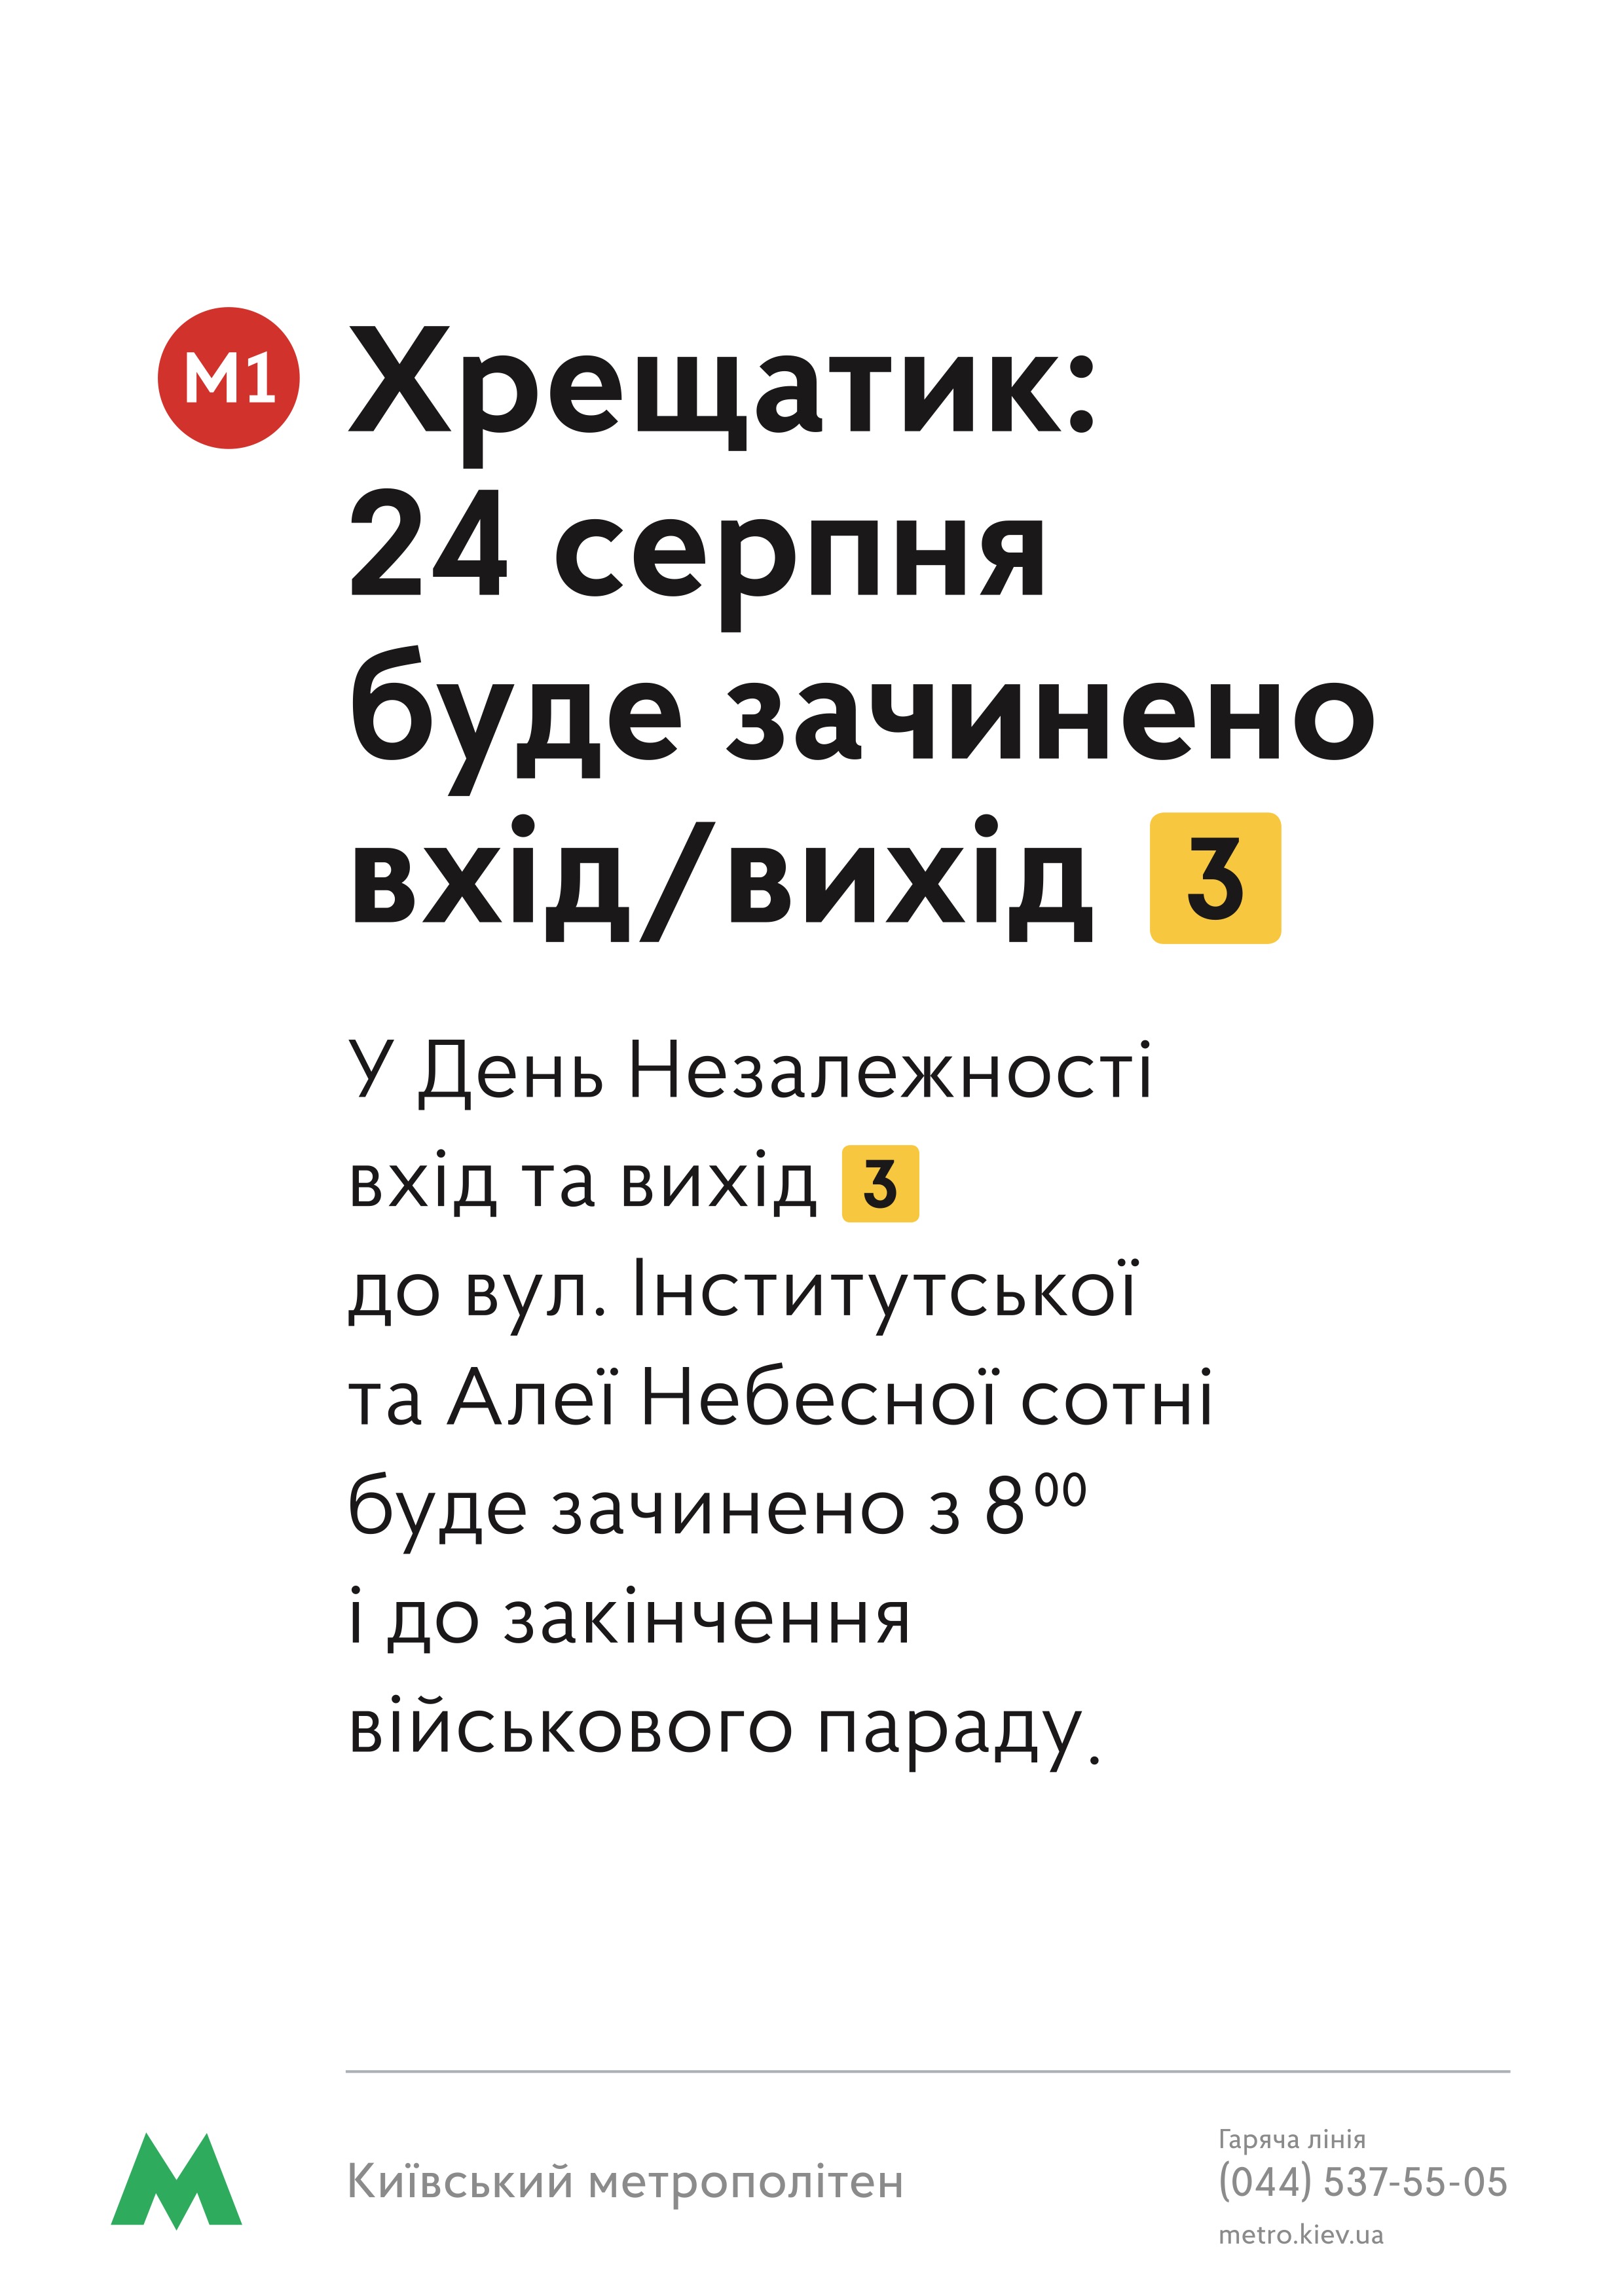 M1 Хрещатик:
24 серпня
буде зачинено
вхід/вихід 3
У День Незалежності
вхід та вихід 3
до вул. Інститутської
та Алеї Небесної сотні
буде зачинено з 8⁰⁰
і до закінчення
військового параду.
Гаряча лінія
Київський метрополітен (044) 537-55-05
metro.kiev.ua